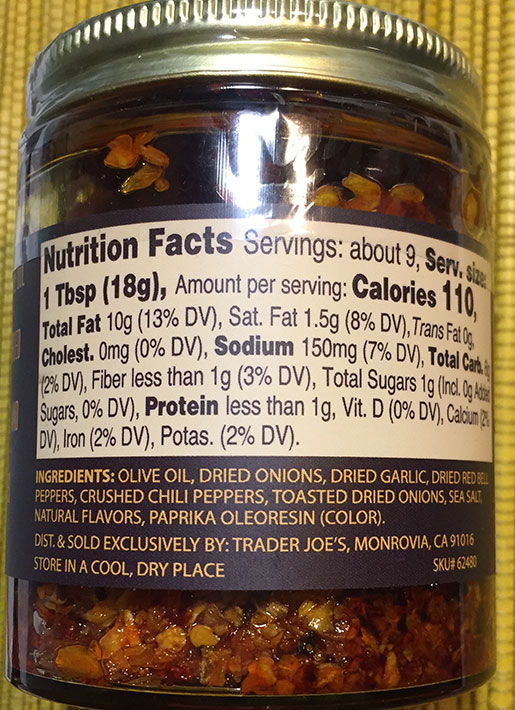 Nutrition Facts Servings: about 9, Serv. size:
1 Tbsp (18g), Amount per serving: Calories 110,
Total Fat 10g (13% DV), Sat. Fat 1.5g (8% DV), Trans Fat 0g,
Cholest. 0mg (0% DV), Sodium 150mg (7% DV), Total Carb.
(2% DV), Fiber less than 1g (3% DV), Total Sugars 1g (Incl. 0g Added
Sugars, 0% DV), Protein less than 1g, Vit. D (0% DV), Calcium (2%
DV), Iron (2% DV), Potas. (2% DV).
INGREDIENTS: OLIVE OIL, DRIED ONIONS, DRIED GARLIC, DRIED RED BELL
PEPPERS, CRUSHED CHILI PEPPERS, TOASTED DRIED ONIONS, SEA SALT,
NATURAL FLAVORS, PAPRIKA OLEORESIN (COLOR).
DIST. & SOLD EXCLUSIVELY BY: TRADER JOE'S, MONROVIA, CA 91016
STORE IN A COOL, DRY PLACE SKU# 62480